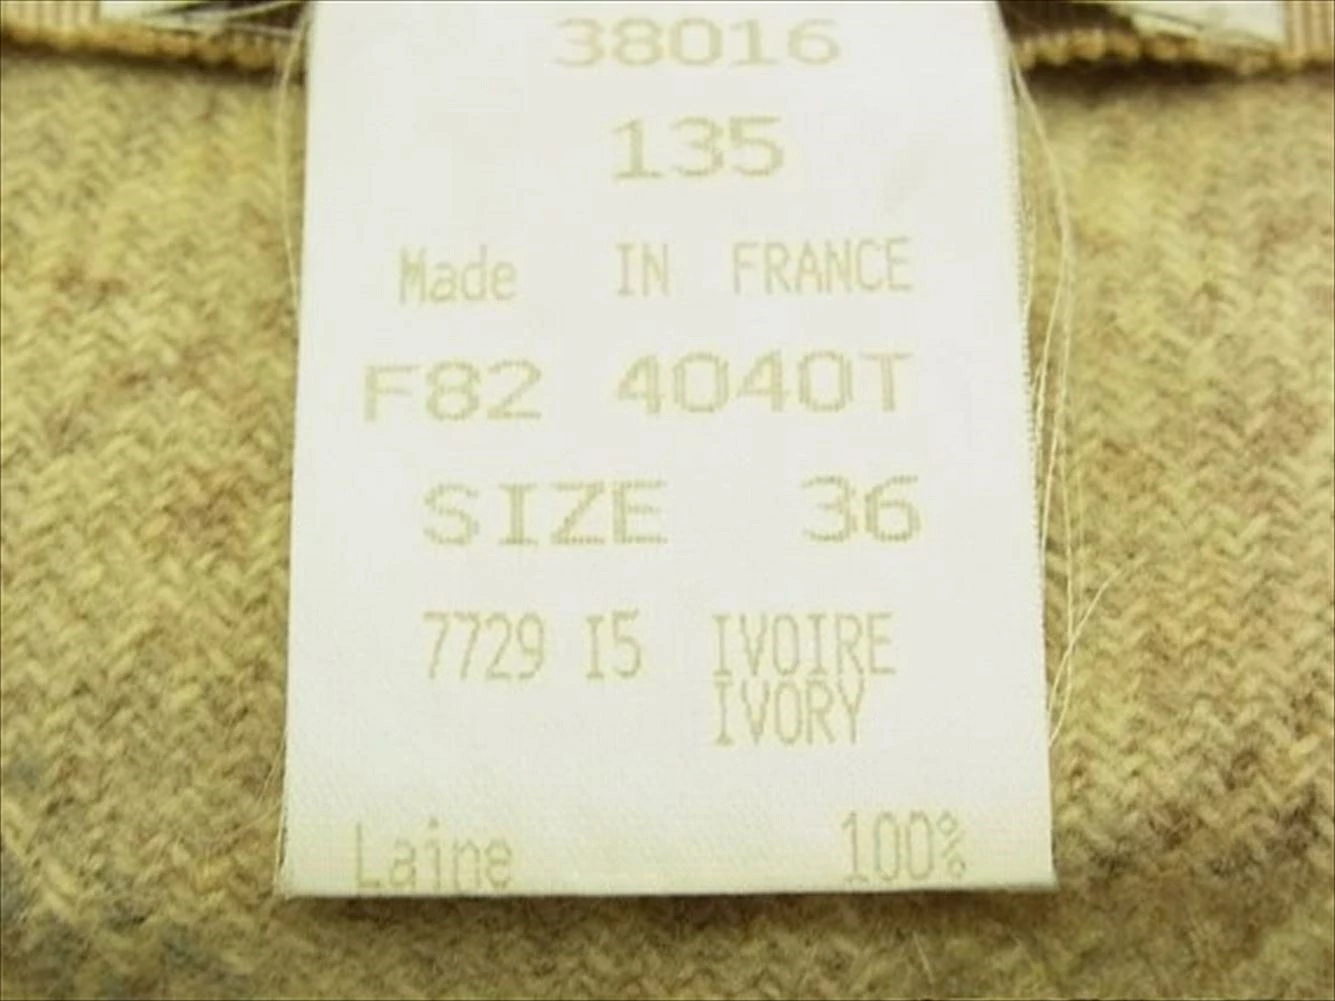 38016
135
Made IN FRANCE
F82 4040T
SIZE 36
7729 I5 IVOIRE
IVORY
Laine 100%